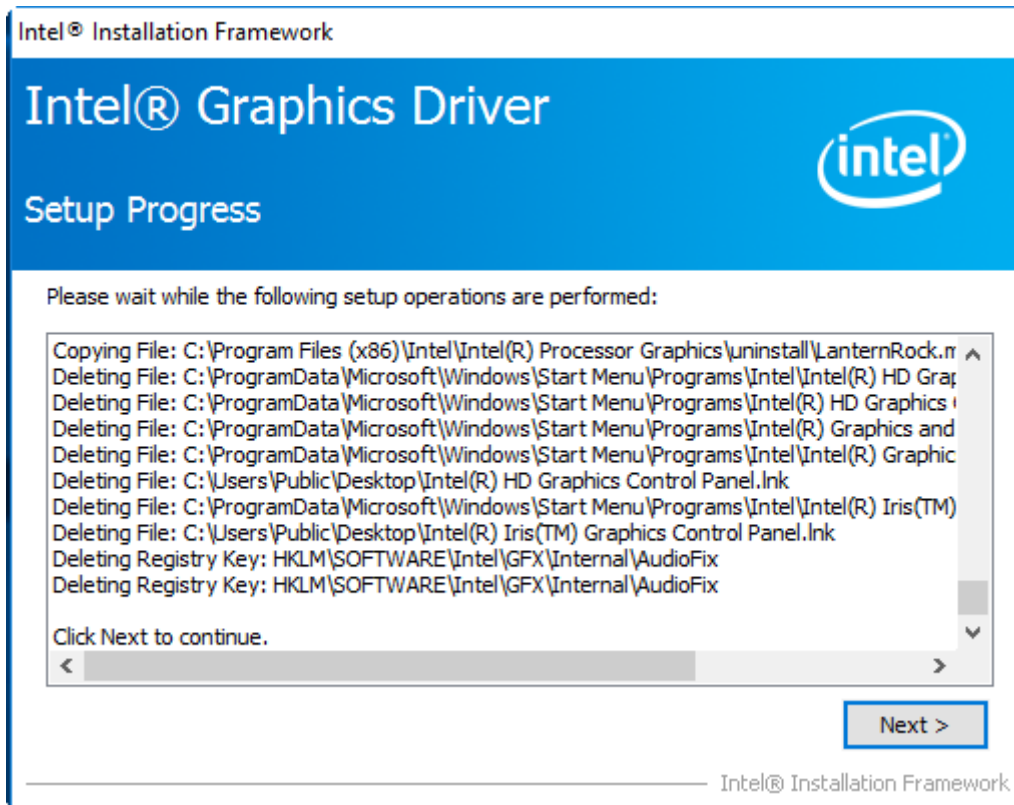 Intel® Installation Framework
Intel® Graphics Driver
intel
Setup Progress
Please wait while the following setup operations are performed:
Copying File: C:\Program Files (x86)\Intel\Intel(R) Processor Graphics\uninstall\LanternRock.m
Deleting File: C:\ProgramData\Microsoft\Windows\Start Menu\Programs\Intel\Intel(R) HD Grap
Deleting File: C:\ProgramData\Microsoft\Windows\Start Menu\Programs\Intel(R) HD Graphics (
Deleting File: C:\ProgramData\Microsoft\Windows\Start Menu\Programs\Intel(R) Graphics and
Deleting File: C:\ProgramData\Microsoft\Windows\Start Menu\Programs\Intel\Intel(R) Graphic
Deleting File: C:\Users\Public\Desktop\Intel(R) HD Graphics Control Panel.lnk
Deleting File: C:\ProgramData\Microsoft\Windows\Start Menu\Programs\Intel\Intel(R) Iris(TM)
Deleting File: C:\Users\Public\Desktop\Intel(R) Iris(TM) Graphics Control Panel.lnk
Deleting Registry Key: HKLM\SOFTWARE\Intel\GFX\Internal\AudioFix
Deleting Registry Key: HKLM\SOFTWARE\Intel\GFX\Internal\AudioFix
Click Next to continue.
Next >
Intel® Installation Framework